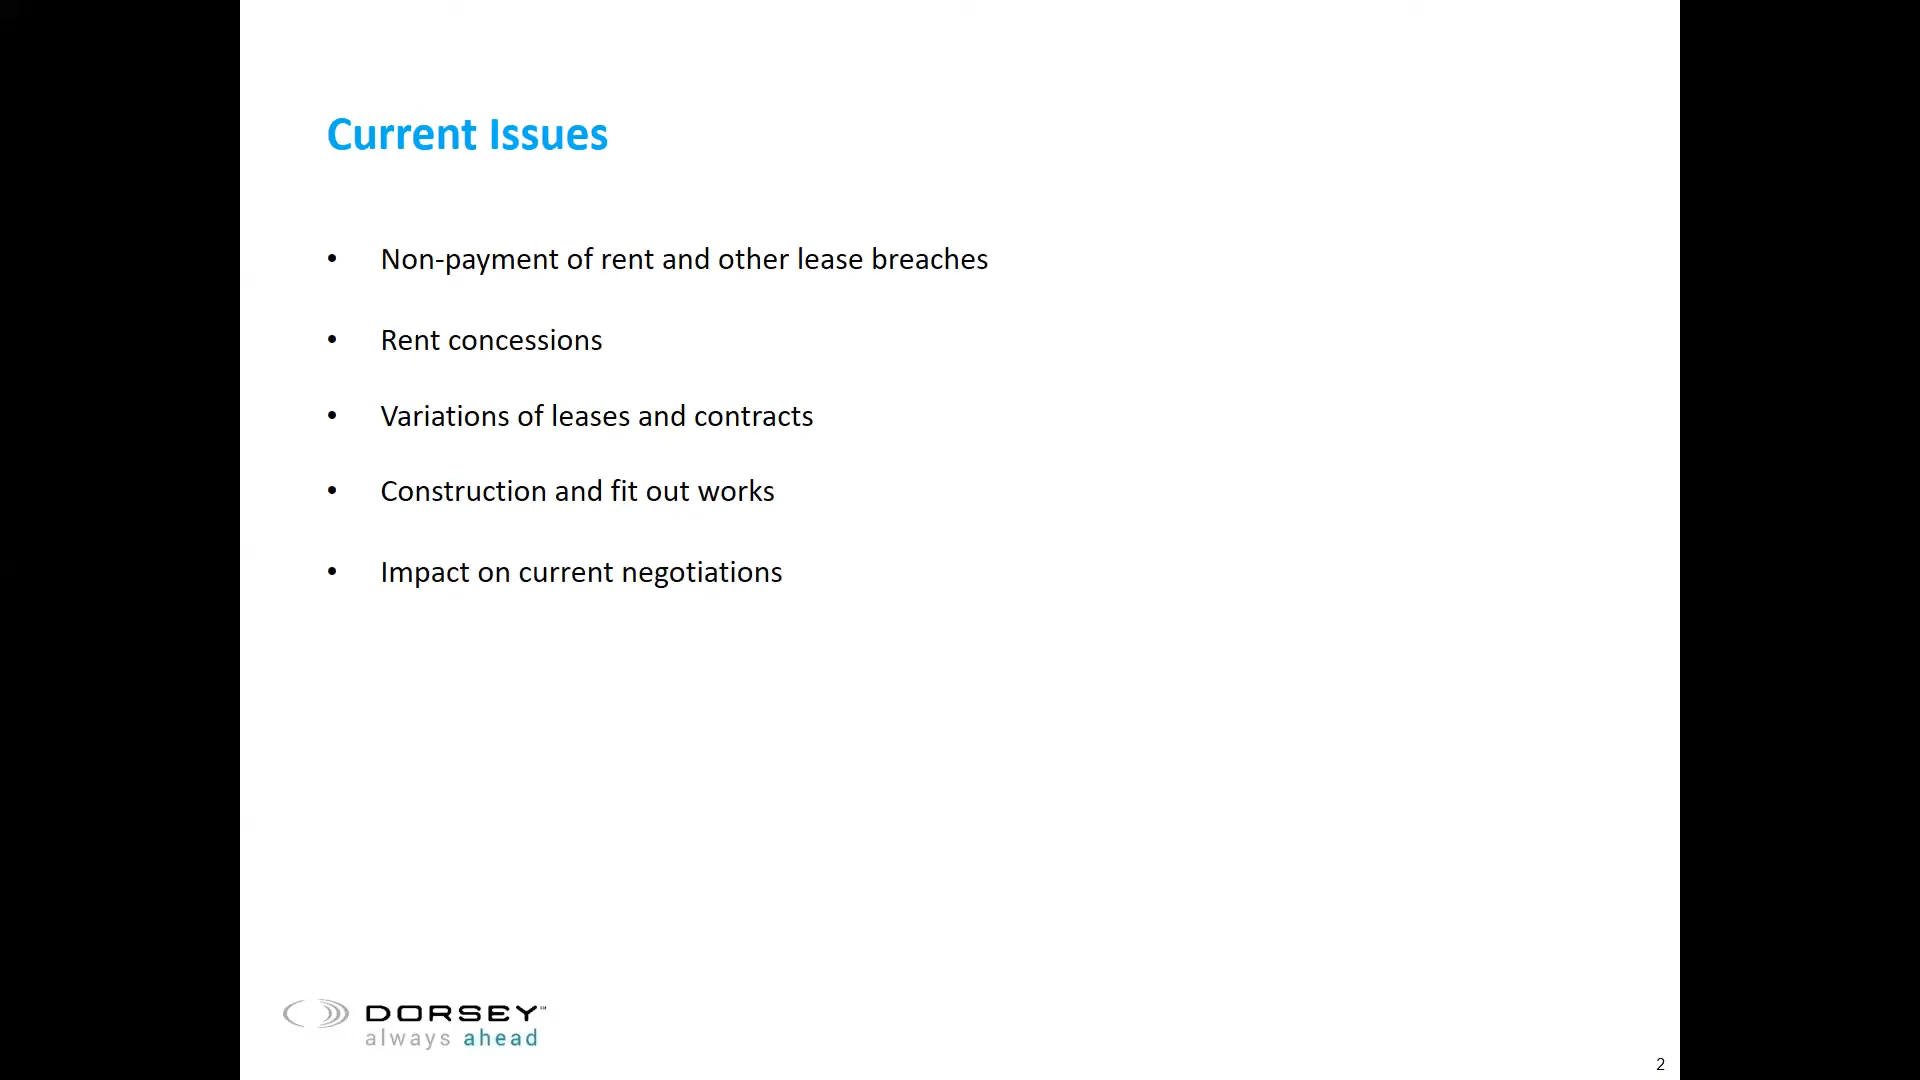 Current Issues
• Non-payment of rent and other lease breaches
• Rent concessions
• Variations of leases and contracts
• Construction and fit out works
• Impact on current negotiations
DORSEY™
always ahead
2